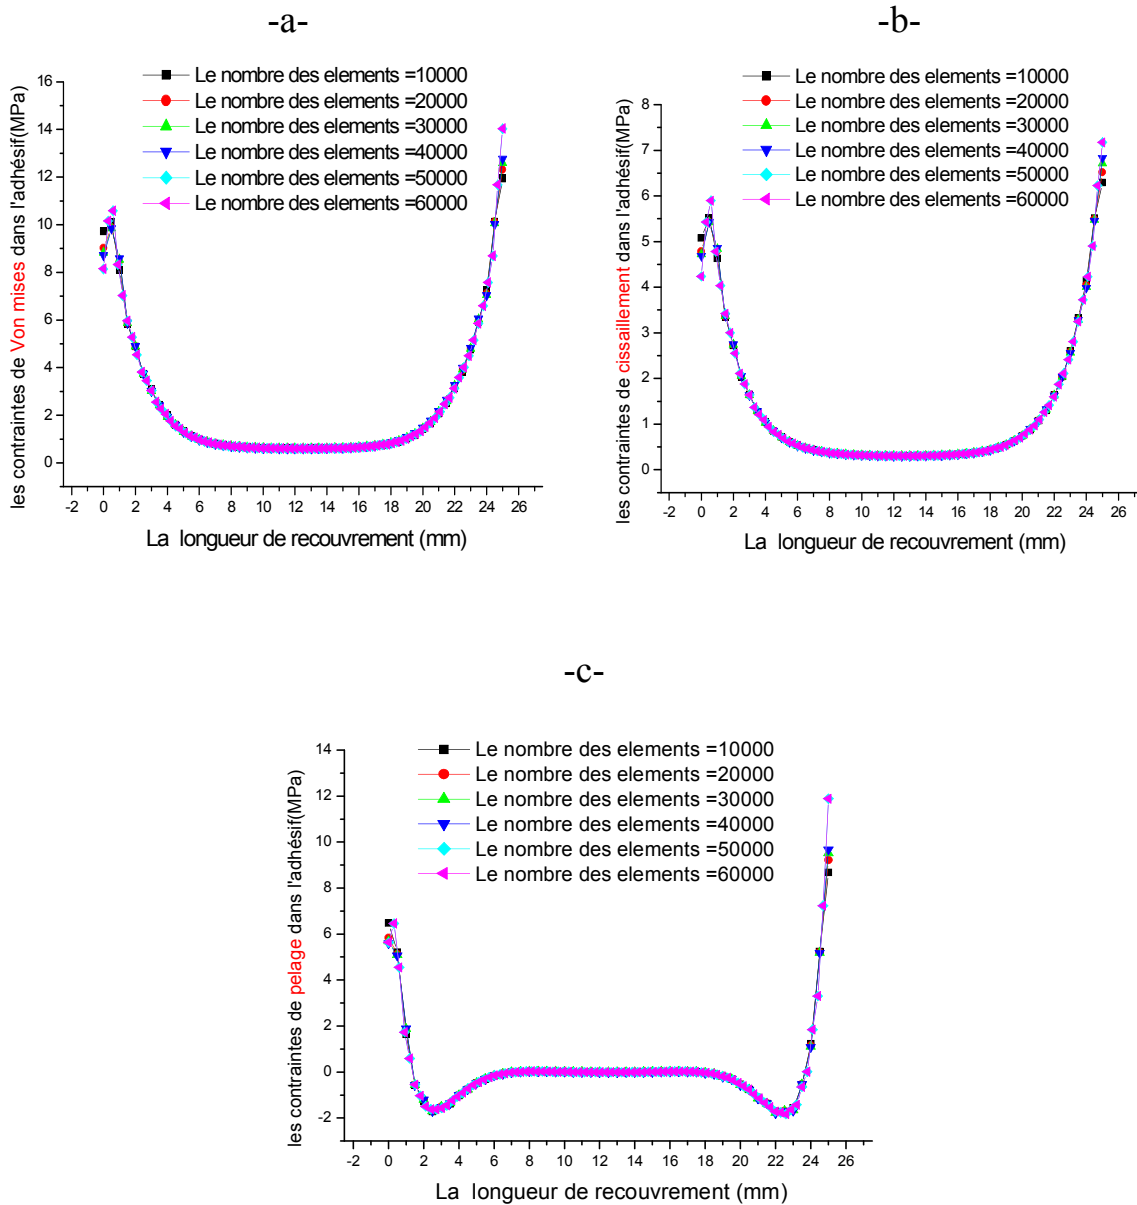 -a-
Le nombre des elements =10000
Le nombre des elements =20000
Le nombre des elements =30000
Le nombre des elements =40000
Le nombre des elements =50000
Le nombre des elements =60000
les contraintes de Von mises dans l'adhésif(MPa)
16
14
12
10
8
6
4
2
0
-2 0 2 4 6 8 10 12 14 16 18 20 22 24 26
La longueur de recouvrement (mm)
-b-
Le nombre des elements =10000
Le nombre des elements =20000
Le nombre des elements =30000
Le nombre des elements =40000
Le nombre des elements =50000
Le nombre des elements =60000
les contraintes de cissaillement dans l'adhésif(MPa)
8
7
6
5
4
3
2
1
0
-2 0 2 4 6 8 10 12 14 16 18 20 22 24 26
La longueur de recouvrement (mm)
-c-
Le nombre des elements =10000
Le nombre des elements =20000
Le nombre des elements =30000
Le nombre des elements =40000
Le nombre des elements =50000
Le nombre des elements =60000
les contraintes de pelage dans l'adhésif(MPa)
14
12
10
8
6
4
2
0
-2
-2 0 2 4 6 8 10 12 14 16 18 20 22 24 26
La longueur de recouvrement (mm)